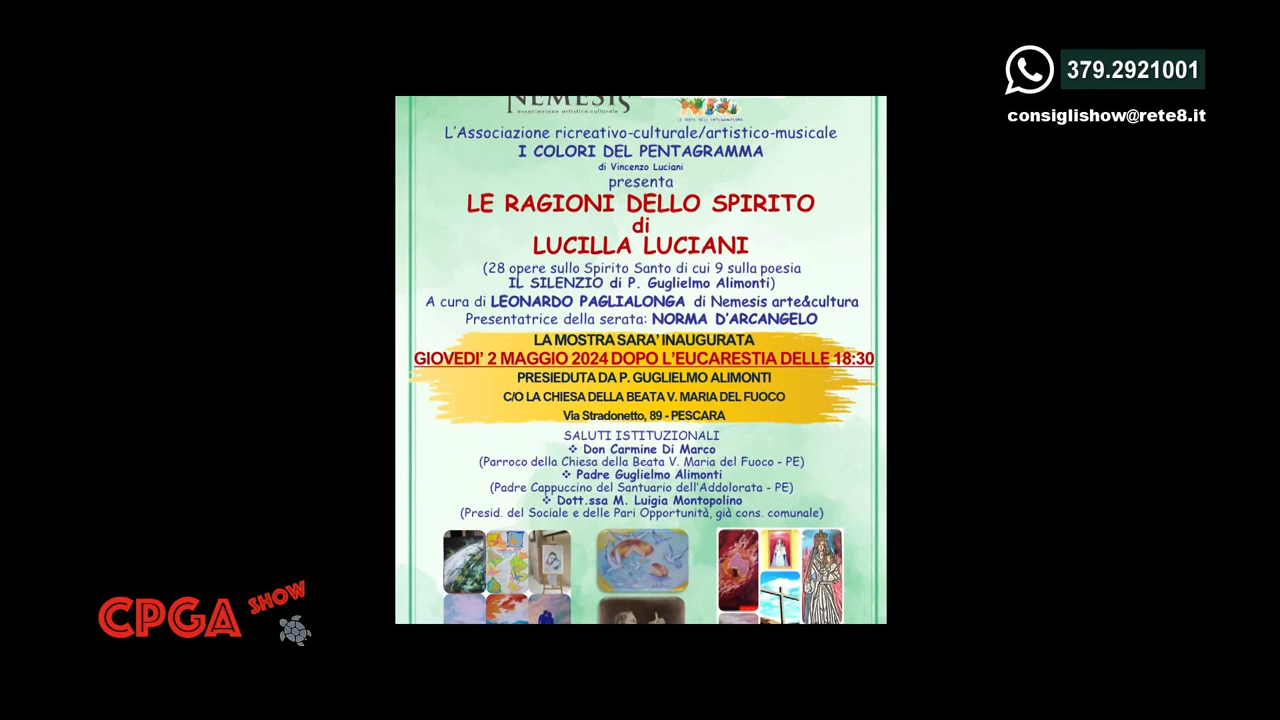 379.2921001
consiglishow@rete8.it
NEMESIS
associazione artistico-culturale
L'Associazione ricreativo-culturale/artistico-musicale
I COLORI DEL PENTAGRAMMA
di Vincenzo Luciani
presenta
LE RAGIONI DELLO SPIRITO
di
LUCILLA LUCIANI
(28 opere sullo Spirito Santo di cui 9 sulla poesia
IL SILENZIO di P. Guglielmo Alimonti)
A cura di LEONARDO PAGLIALONGA di Nemesis arte&cultura
Presentatrice della serata: NORMA D'ARCANGELO
LA MOSTRA SARA' INAUGURATA
GIOVEDI' 2 MAGGIO 2024 DOPO L'EUCARESTIA DELLE 18:30
PRESIEDUTA DA P. GUGLIELMO ALIMONTI
C/O LA CHIESA DELLA BEATA V. MARIA DEL FUOCO
Via Stradonetto, 89 - PESCARA
SALUTI ISTITUZIONALI
❖ Don Carmine Di Marco
(Parroco della Chiesa della Beata V. Maria del Fuoco - PE)
❖ Padre Guglielmo Alimonti
(Padre Cappuccino del Santuario dell'Addolorata - PE)
❖ Dott.ssa M. Luigia Montopolino
(Presid. del Sociale e delle Pari Opportunità, già cons. comunale)
CPGA SHOW